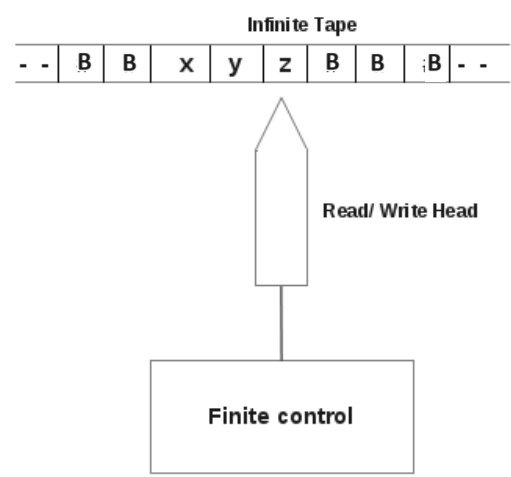 Infinite Tape
- - B B x y z B B B - -
Read/ Write Head
Finite control